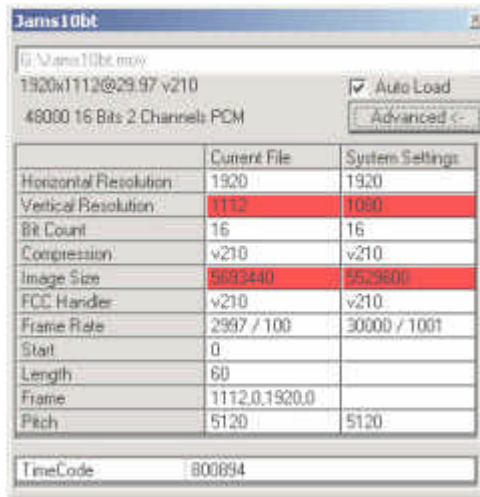 Jams10bt
G:\Jams10bt.mov
1920x1112@29.97 v210
Auto Load
48000 16 Bits 2 Channels PCM
Advanced <-
Current File System Settings
Horizontal Resolution 1920 1920
Vertical Resolution 1112 1080
Bit Count 16 16
Compression v210 v210
Image Size 5693440 5529600
FCC Handler v210 v210
Frame Rate 2997 / 100 30000 / 1001
Start 0
Length 60
Frame 1112,0,1920,0
Pitch 5120 5120
TimeCode 800894